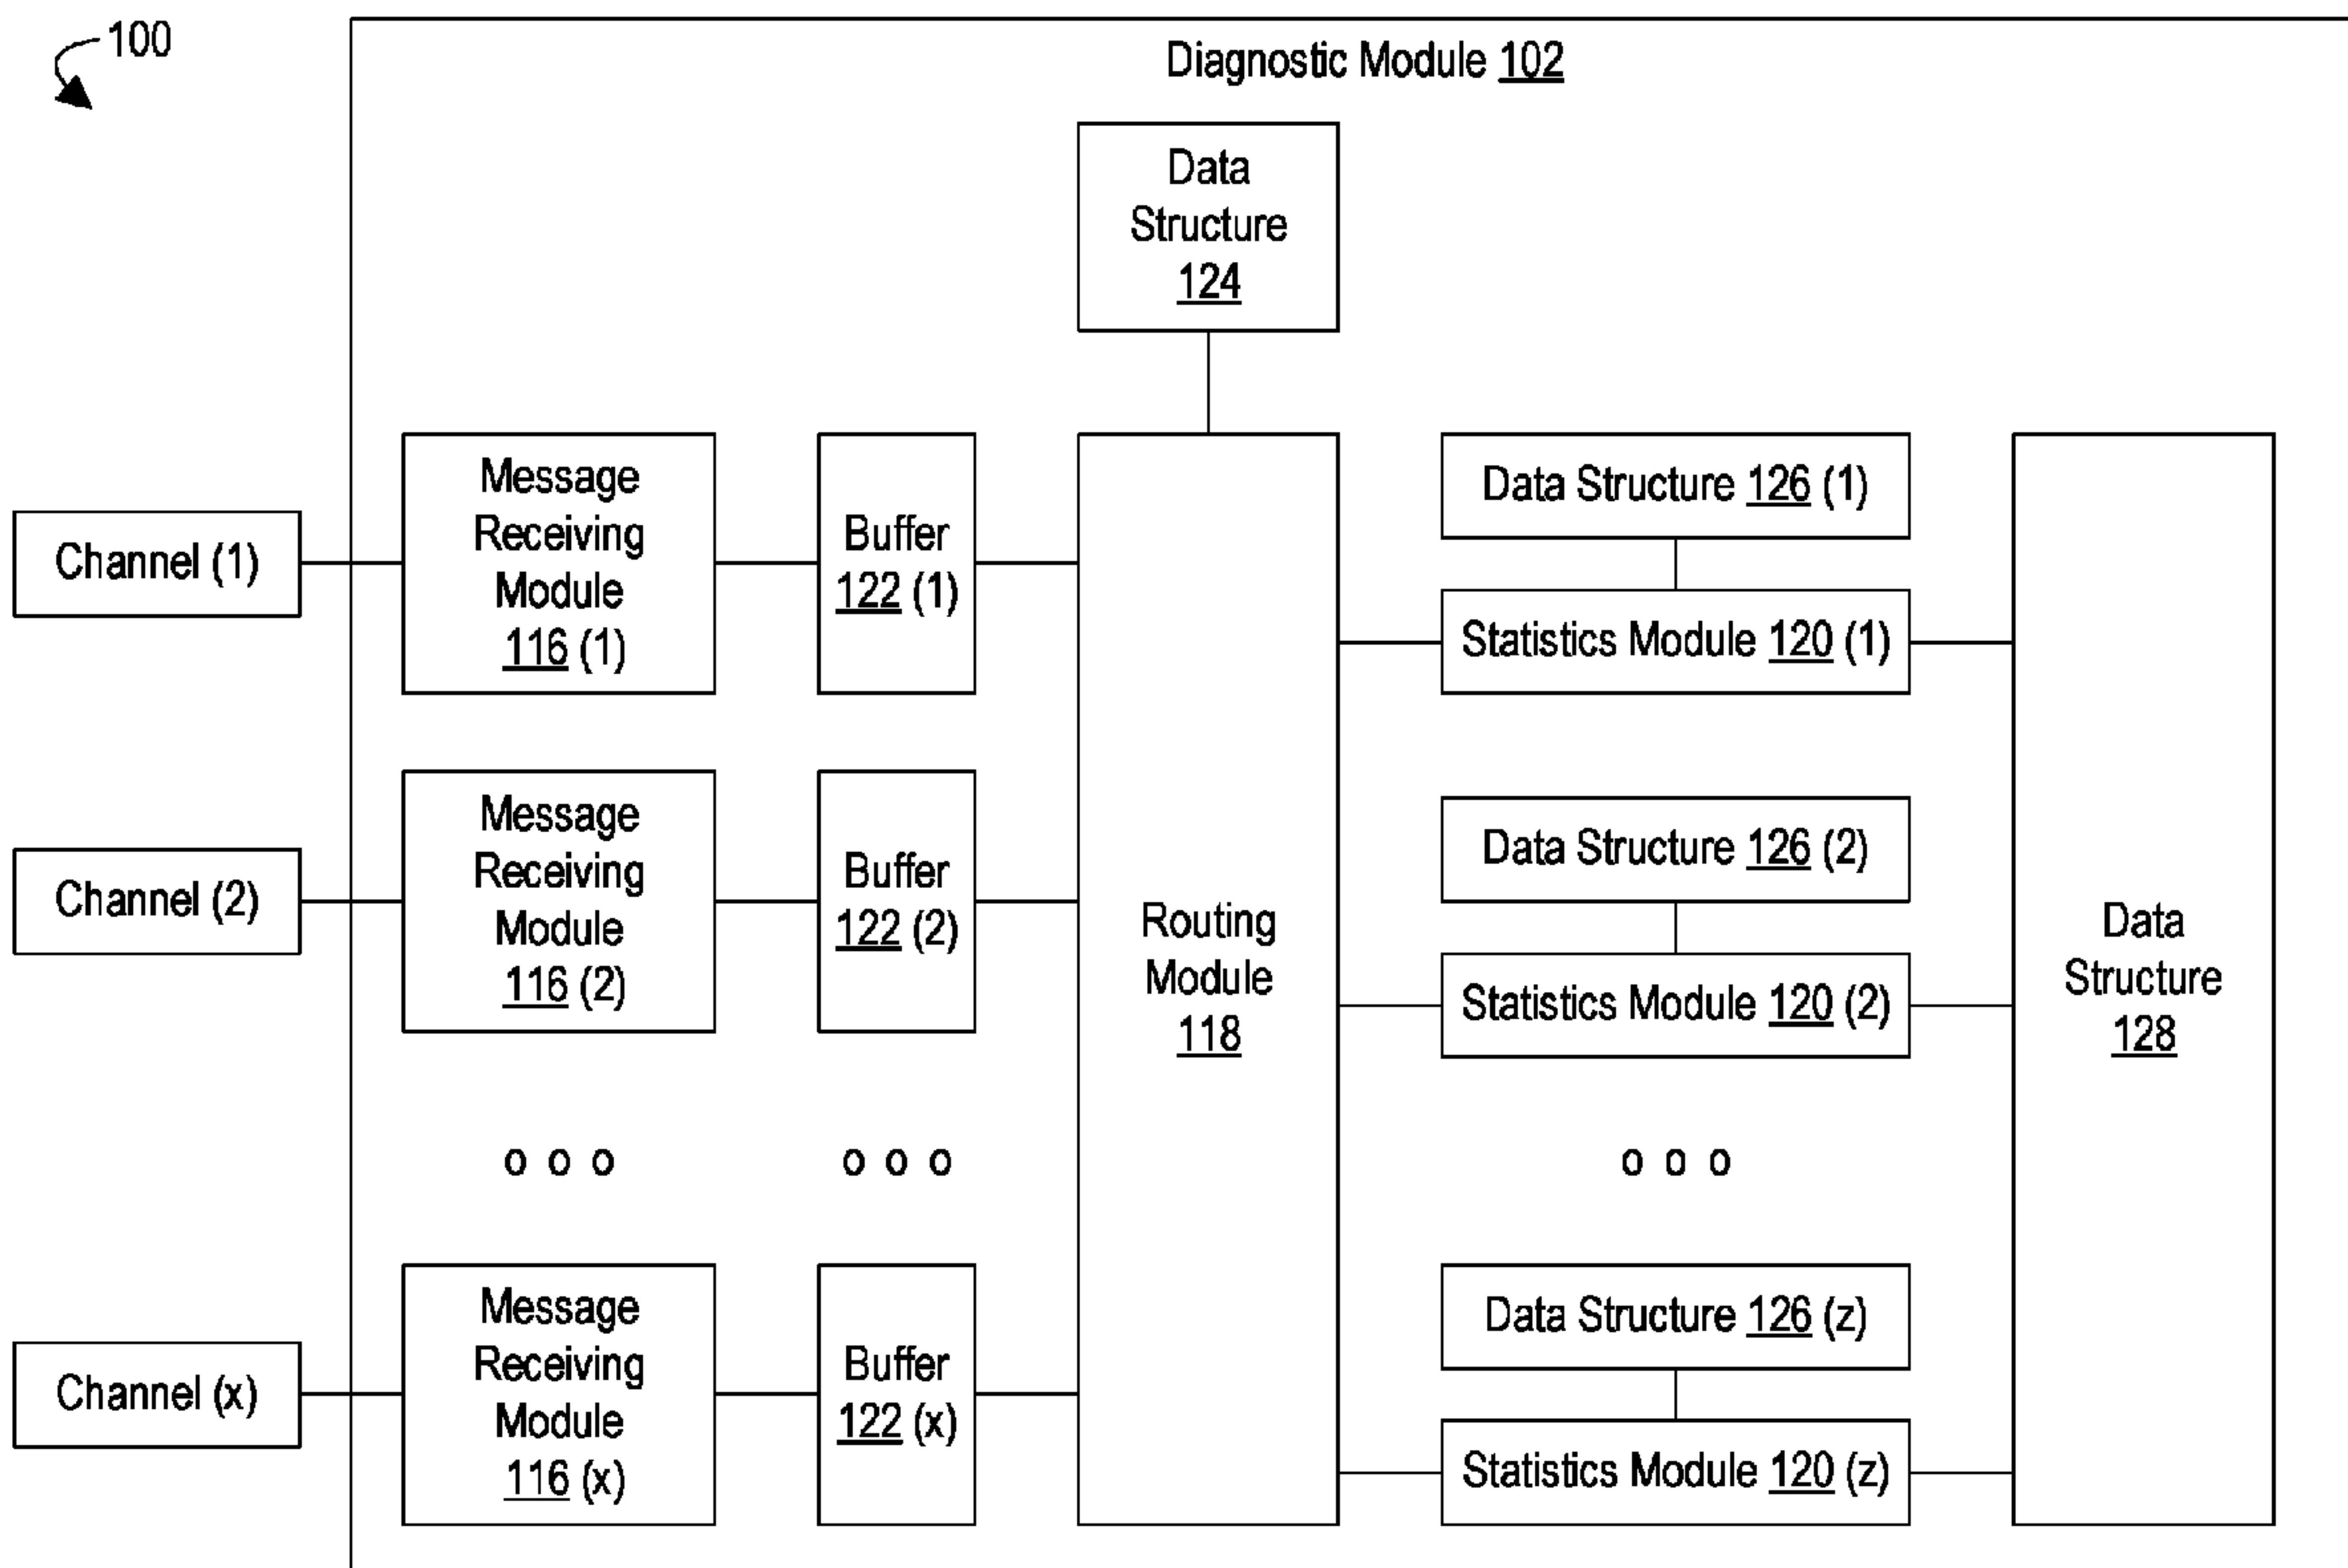 100
Diagnostic Module 102
Data
Structure
124
Channel (1)
Message
Receiving
Module
116 (1)
Buffer
122 (1)
Data Structure 126 (1)
Statistics Module 120 (1)
Channel (2)
Message
Receiving
Module
116 (2)
Buffer
122 (2)
Routing
Module
118
Data Structure 126 (2)
Statistics Module 120 (2)
Data
Structure
128
o o o
o o o
o o o
Channel (x)
Message
Receiving
Module
116 (x)
Buffer
122 (x)
Data Structure 126 (z)
Statistics Module 120 (z)